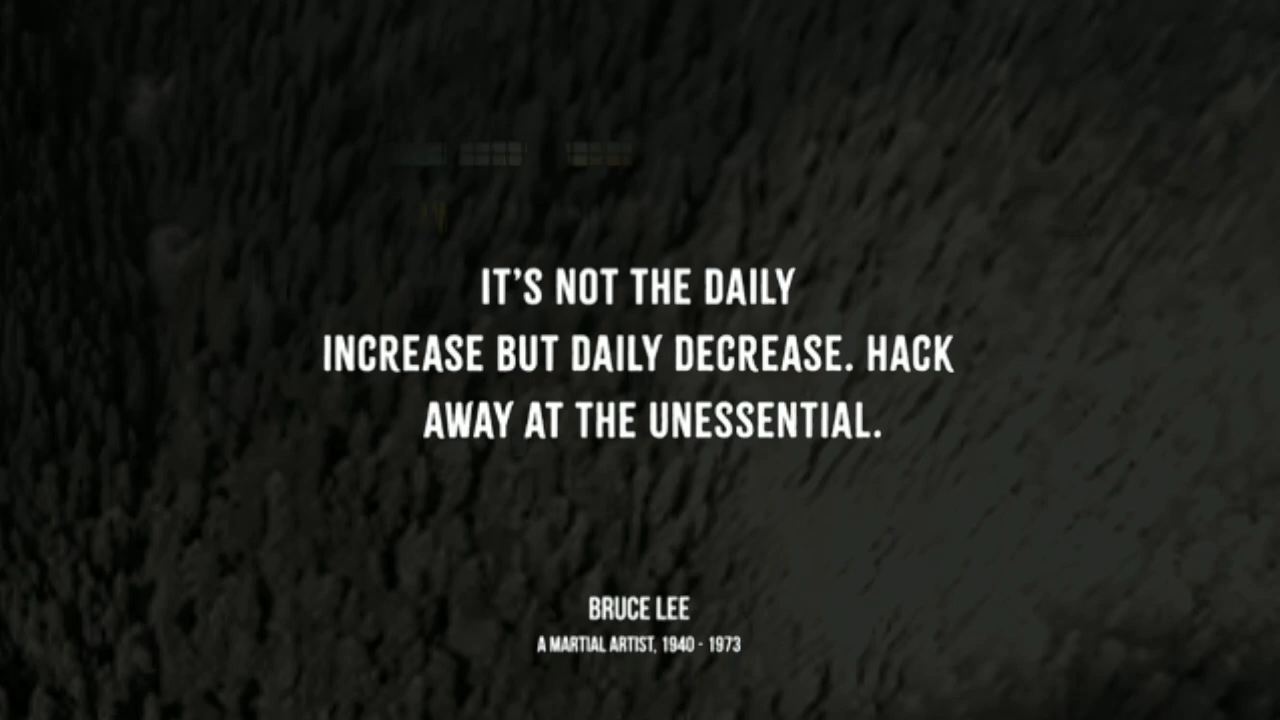 IT’S NOT THE DAILY
INCREASE BUT DAILY DECREASE. HACK
AWAY AT THE UNESSENTIAL.
BRUCE LEE
A MARTIAL ARTIST, 1940 - 1973